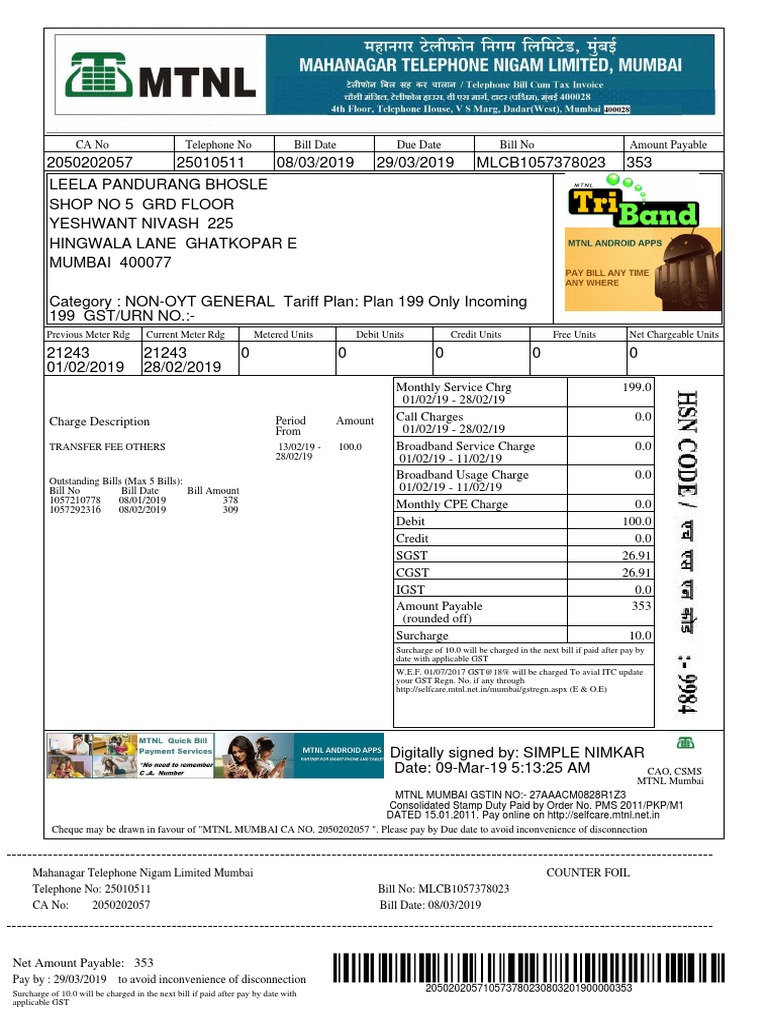 MTNL
महानगर टेलीफोन निगम लिमिटेड, मुंबई
MAHANAGAR TELEPHONE NIGAM LIMITED, MUMBAI
टेलीफोन बिल सह कर चालान / Telephone Bill Cum Tax Invoice
चौथी मंजिल, टेलीफोन हाउस, वी एस मार्ग, दादर (पश्चिम), मुंबई 400028
4th Floor, Telephone House, V S Marg, Dadar(West), Mumbai 400028
CA No Telephone No Bill Date Due Date Bill No Amount Payable
2050202057 25010511 08/03/2019 29/03/2019 MLCB1057378023 353
LEELA PANDURANG BHOSLE
SHOP NO 5 GRD FLOOR
YESHWANT NIVASH 225
HINGWALA LANE GHATKOPAR E
MUMBAI 400077
Category : NON-OYT GENERAL Tariff Plan: Plan 199 Only Incoming
199 GST/URN NO.:-
MTNL
Tri Band
MTNL ANDROID APPS
PAY BILL ANY TIME
ANY WHERE
Previous Meter Rdg Current Meter Rdg Metered Units Debit Units Credit Units Free Units Net Chargeable Units
21243 21243 0 0 0 0 0
01/02/2019 28/02/2019
Charge Description Period From Amount
TRANSFER FEE OTHERS 13/02/19 - 28/02/19 100.0
Outstanding Bills (Max 5 Bills):
Bill No Bill Date Bill Amount
1057210778 08/01/2019 378
1057292316 08/02/2019 309
Monthly Service Chrg 199.0
01/02/19 - 28/02/19
Call Charges 0.0
01/02/19 - 28/02/19
Broadband Service Charge 0.0
01/02/19 - 11/02/19
Broadband Usage Charge 0.0
01/02/19 - 11/02/19
Monthly CPE Charge 0.0
Debit 100.0
Credit 0.0
SGST 26.91
CGST 26.91
IGST 0.0
Amount Payable 353
(rounded off)
Surcharge 10.0
Surcharge of 10.0 will be charged in the next bill if paid after pay by
date with applicable GST
W.E.F. 01/07/2017 GST@18% will be charged To avial ITC update
your GST Regn. No. if any through
http://selfcare.mtnl.net.in/mumbai/gstregn.aspx (E & O.E)
HSN CODE / एच एस एन कोड :- 9984
MTNL Quick Bill
Payment Services
*No need to remember
C.A. Number
MTNL ANDROID APPS
PARTNER FOR SMART PHONE AND TABLET
Digitally signed by: SIMPLE NIMKAR
Date: 09-Mar-19 5:13:25 AM
CAO, CSMS
MTNL Mumbai
MTNL MUMBAI GSTIN NO:- 27AAACM0828R1Z3
Consolidated Stamp Duty Paid by Order No. PMS 2011/PKP/M1
DATED 15.01.2011. Pay online on http://selfcare.mtnl.net.in
Cheque may be drawn in favour of "MTNL MUMBAI CA NO. 2050202057 ". Please pay by Due date to avoid inconvenience of disconnection
Mahanagar Telephone Nigam Limited Mumbai COUNTER FOIL
Telephone No: 25010511 Bill No: MLCB1057378023
CA No: 2050202057 Bill Date: 08/03/2019
Net Amount Payable: 353
Pay by : 29/03/2019 to avoid inconvenience of disconnection
Surcharge of 10.0 will be charged in the next bill if paid after pay by date with
applicable GST
205020205710573780230803201900000353